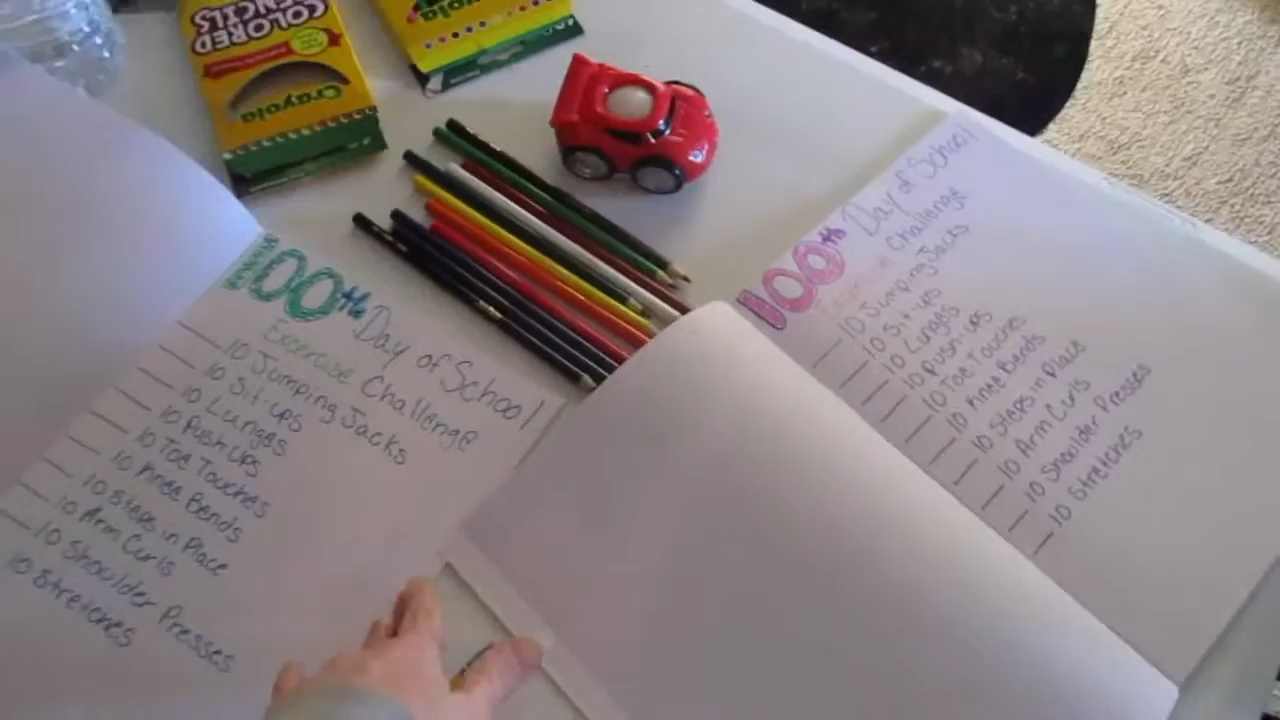 COLORED
PENCILS
Crayola
Crayola
100th Day of School
Exercise Challenge
10 Jumping Jacks
10 Sit-ups
10 Lunges
10 Push Ups
10 Toe Touches
10 Knee Bends
10 Steps in Place
10 Arm Curls
10 Shoulder Presses
10 Stretches
100th Day of School
Challenge
10 Jumping Jacks
10 Sit-ups
10 Lunges
10 Push-ups
10 Toe Touches
10 Knee Bends
10 Steps in Place
10 Arm Curls
10 Shoulder Presses
10 Stretches